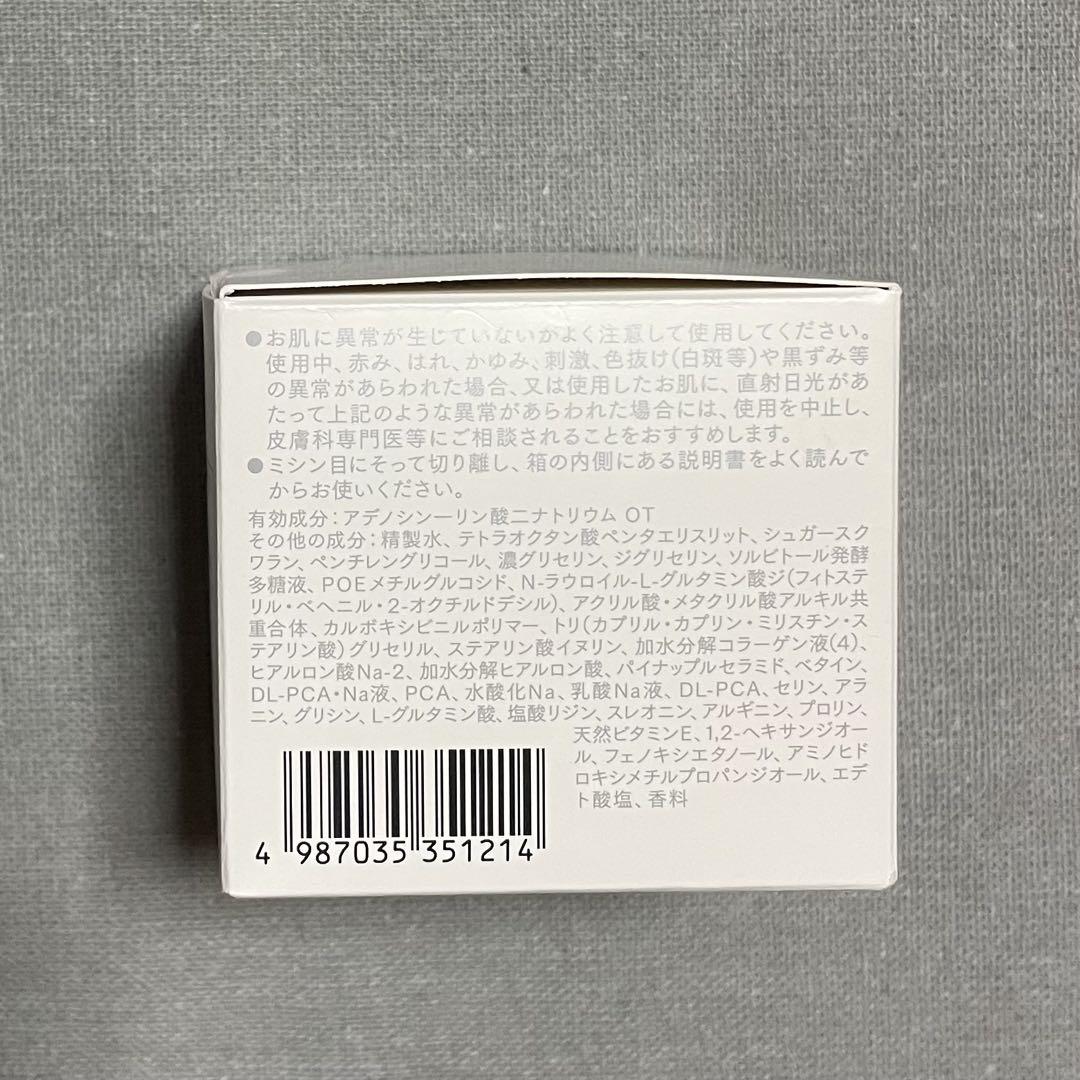 ●お肌に異常が生じていないかよく注意して使用してください。
使用中、赤み、はれ、かゆみ、刺激、色抜け(白斑等)や黒ずみ等
の異常があらわれた場合、又は使用したお肌に、直射日光があ
たって上記のような異常があらわれた場合には、使用を中止し、
皮膚科専門医等にご相談されることをおすすめします。
●ミシン目にそって切り離し、箱の内側にある説明書をよく読んで
からお使いください。
有効成分：アデノシン一リン酸二ナトリウム OT
その他の成分：精製水、テトラオクタン酸ペンタエリスリット、シュガースク
ワラン、ペンチレングリコール、濃グリセリン、ジグリセリン、ソルビトール発酵
多糖液、POEメチルグルコシド、N-ラウロイル-L-グルタミン酸ジ(フィトステ
リル・ベヘニル・2-オクチルドデシル)、アクリル酸・メタクリル酸アルキル共
重合体、カルボキシビニルポリマー、トリ(カプリル・カプリン・ミリスチン・ス
テアリン酸)グリセリル、ステアリン酸イヌリン、加水分解コラーゲン液(4)、
ヒアルロン酸Na-2、加水分解ヒアルロン酸、パイナップルセラミド、ベタイン、
DL-PCA・Na液、PCA、水酸化Na、乳酸Na液、DL-PCA、セリン、アラ
ニン、グリシン、L-グルタミン酸、塩酸リジン、スレオニン、アルギニン、プロリン、
天然ビタミンE、1,2-ヘキサンジオー
ル、フェノキシエタノール、アミノヒド
ロキシメチルプロパンジオール、エデ
ト酸塩、香料
4 987035 351214